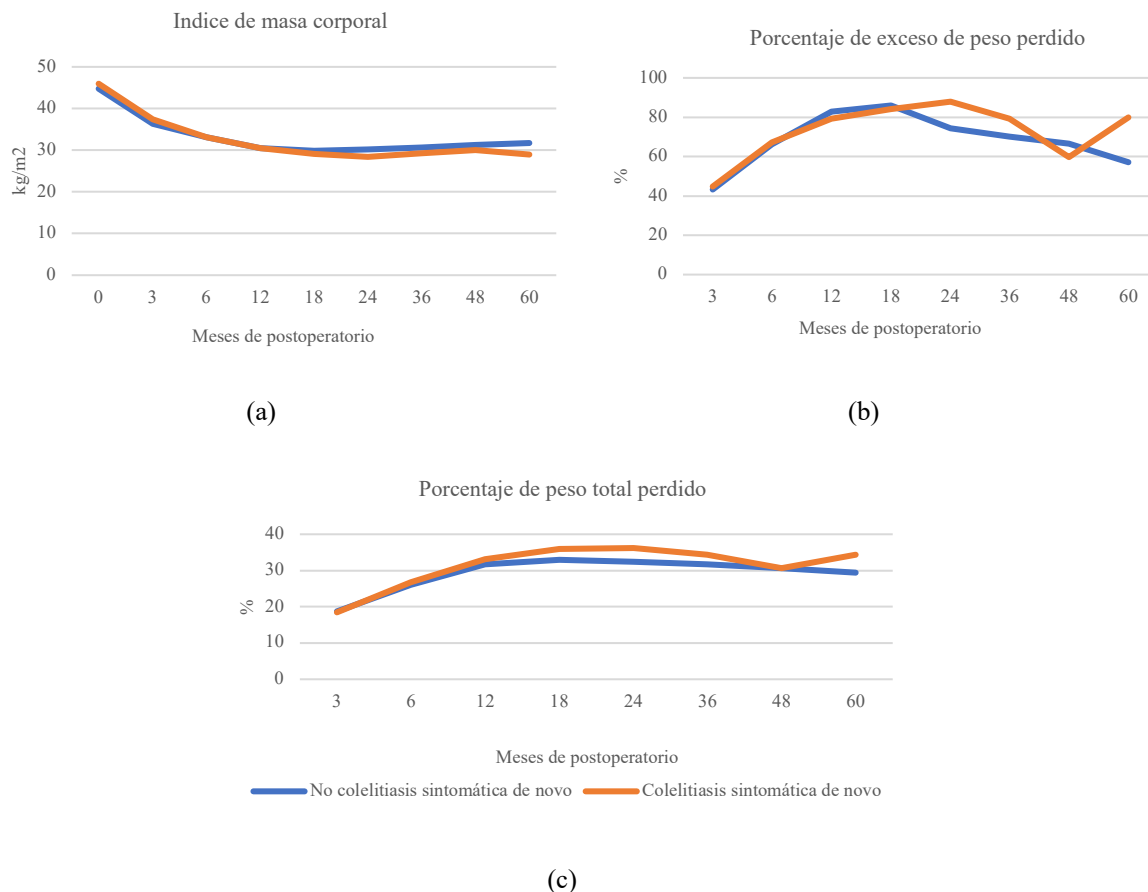 Indice de masa corporal
50
40
30
20
10
0
kg/m2
0 3 6 12 18 24 36 48 60
Meses de postoperatorio
(a)
Porcentaje de exceso de peso perdido
100
80
60
40
20
0
%
3 6 12 18 24 36 48 60
Meses de postoperatorio
(b)
Porcentaje de peso total perdido
40
30
20
10
0
%
3 6 12 18 24 36 48 60
Meses de postoperatorio
No colelitiasis sintomática de novo Colelitiasis sintomática de novo
(c)